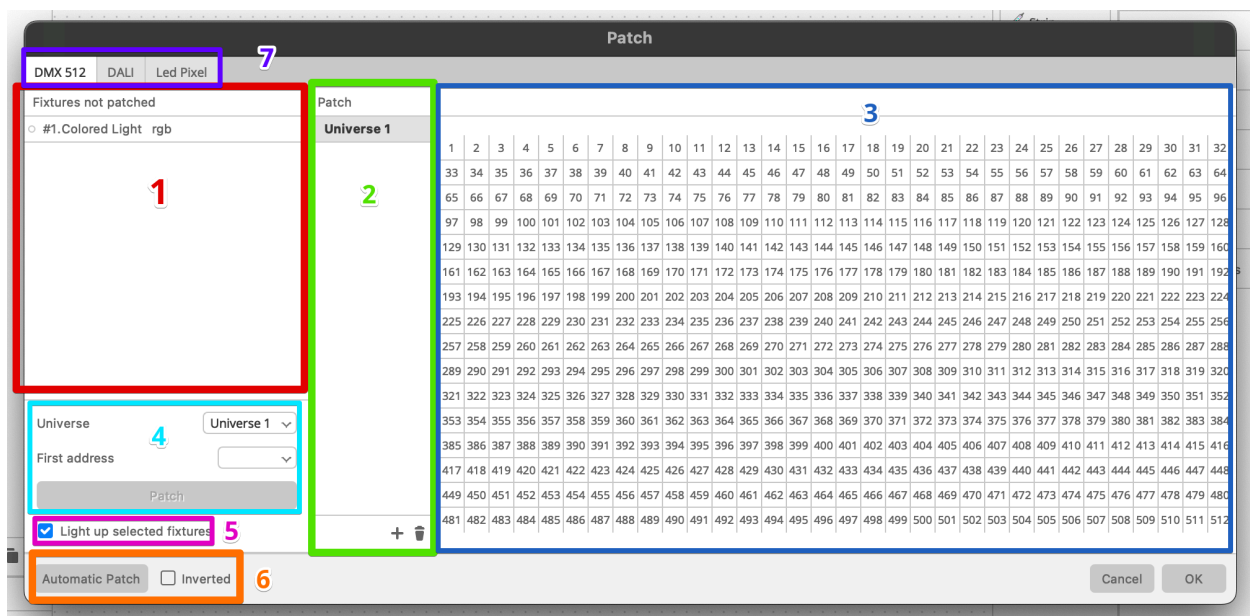 Patch
7
DMX 512 DALI Led Pixel
Fixtures not patched
#1.Colored Light rgb
1
Patch
Universe 1
2
3
1 2 3 4 5 6 7 8 9 10 11 12 13 14 15 16 17 18 19 20 21 22 23 24 25 26 27 28 29 30 31 32
33 34 35 36 37 38 39 40 41 42 43 44 45 46 47 48 49 50 51 52 53 54 55 56 57 58 59 60 61 62 63 64
65 66 67 68 69 70 71 72 73 74 75 76 77 78 79 80 81 82 83 84 85 86 87 88 89 90 91 92 93 94 95 96
97 98 99 100 101 102 103 104 105 106 107 108 109 110 111 112 113 114 115 116 117 118 119 120 121 122 123 124 125 126 127 128
129 130 131 132 133 134 135 136 137 138 139 140 141 142 143 144 145 146 147 148 149 150 151 152 153 154 155 156 157 158 159 160
161 162 163 164 165 166 167 168 169 170 171 172 173 174 175 176 177 178 179 180 181 182 183 184 185 186 187 188 189 190 191 192
193 194 195 196 197 198 199 200 201 202 203 204 205 206 207 208 209 210 211 212 213 214 215 216 217 218 219 220 221 222 223 224
225 226 227 228 229 230 231 232 233 234 235 236 237 238 239 240 241 242 243 244 245 246 247 248 249 250 251 252 253 254 255 256
257 258 259 260 261 262 263 264 265 266 267 268 269 270 271 272 273 274 275 276 277 278 279 280 281 282 283 284 285 286 287 288
289 290 291 292 293 294 295 296 297 298 299 300 301 302 303 304 305 306 307 308 309 310 311 312 313 314 315 316 317 318 319 320
321 322 323 324 325 326 327 328 329 330 331 332 333 334 335 336 337 338 339 340 341 342 343 344 345 346 347 348 349 350 351 352
353 354 355 356 357 358 359 360 361 362 363 364 365 366 367 368 369 370 371 372 373 374 375 376 377 378 379 380 381 382 383 384
385 386 387 388 389 390 391 392 393 394 395 396 397 398 399 400 401 402 403 404 405 406 407 408 409 410 411 412 413 414 415 416
417 418 419 420 421 422 423 424 425 426 427 428 429 430 431 432 433 434 435 436 437 438 439 440 441 442 443 444 445 446 447 448
449 450 451 452 453 454 455 456 457 458 459 460 461 462 463 464 465 466 467 468 469 470 471 472 473 474 475 476 477 478 479 480
481 482 483 484 485 486 487 488 489 490 491 492 493 494 495 496 497 498 499 500 501 502 503 504 505 506 507 508 509 510 511 512
Universe Universe 1
4
First address
Patch
Light up selected fixtures 5
Automatic Patch Inverted 6
Cancel OK